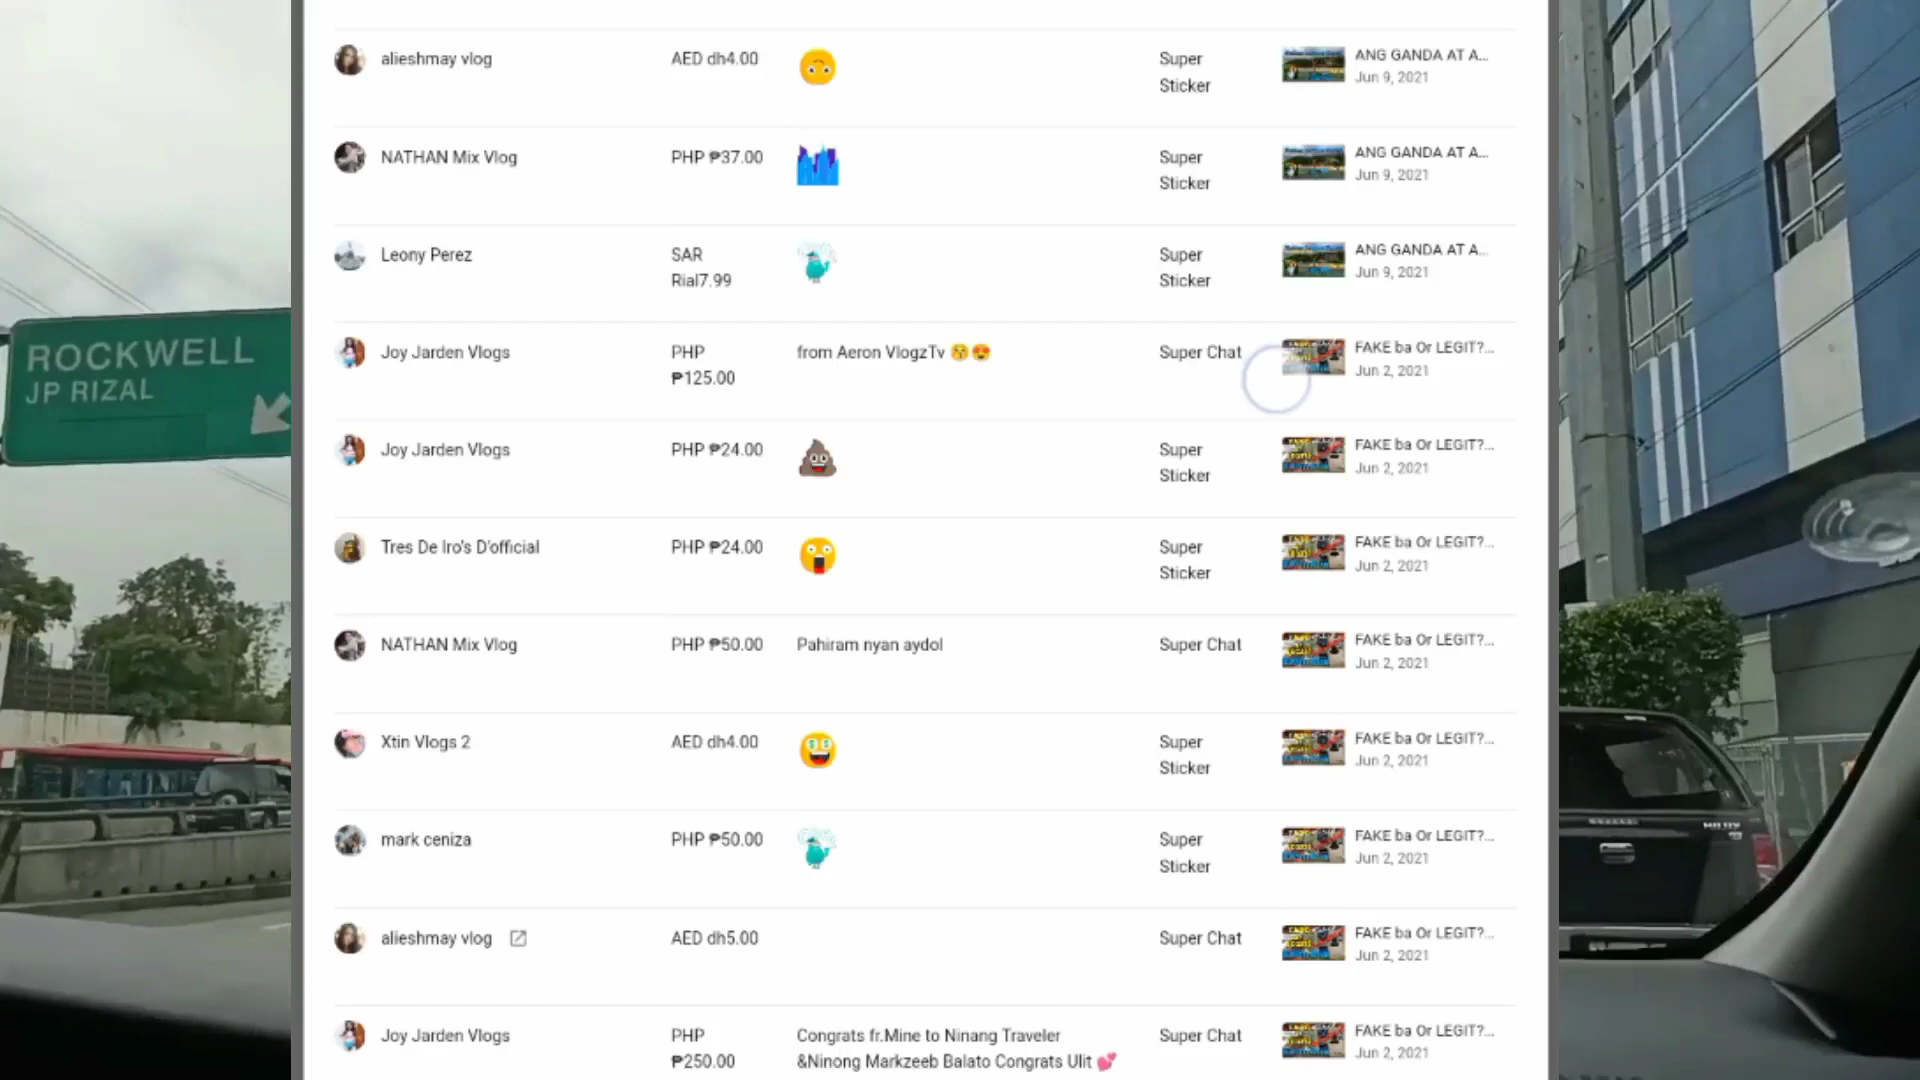 alieshmay vlog AED dh4.00 Super ANG GANDA AT A...
Sticker Jun 9, 2021
NATHAN Mix Vlog PHP ₱37.00 Super ANG GANDA AT A...
Sticker Jun 9, 2021
Leony Perez SAR Super ANG GANDA AT A...
Rial7.99 Sticker Jun 9, 2021
Joy Jarden Vlogs PHP from Aeron VlogzTv 😚😍 Super Chat FAKE ba Or LEGIT?...
₱125.00 Jun 2, 2021
Joy Jarden Vlogs PHP ₱24.00 Super FAKE ba Or LEGIT?...
Sticker Jun 2, 2021
Tres De Iro's D'official PHP ₱24.00 Super FAKE ba Or LEGIT?...
Sticker Jun 2, 2021
NATHAN Mix Vlog PHP ₱50.00 Pahiram nyan aydol Super Chat FAKE ba Or LEGIT?...
Jun 2, 2021
Xtin Vlogs 2 AED dh4.00 Super FAKE ba Or LEGIT?...
Sticker Jun 2, 2021
mark ceniza PHP ₱50.00 Super FAKE ba Or LEGIT?...
Sticker Jun 2, 2021
alieshmay vlog AED dh5.00 Super Chat FAKE ba Or LEGIT?...
Jun 2, 2021
Joy Jarden Vlogs PHP Congrats fr.Mine to Ninang Traveler Super Chat FAKE ba Or LEGIT?...
₱250.00 &Ninong Markzeeb Balato Congrats Ulit 💕 Jun 2, 2021
ROCKWELL
JP RIZAL